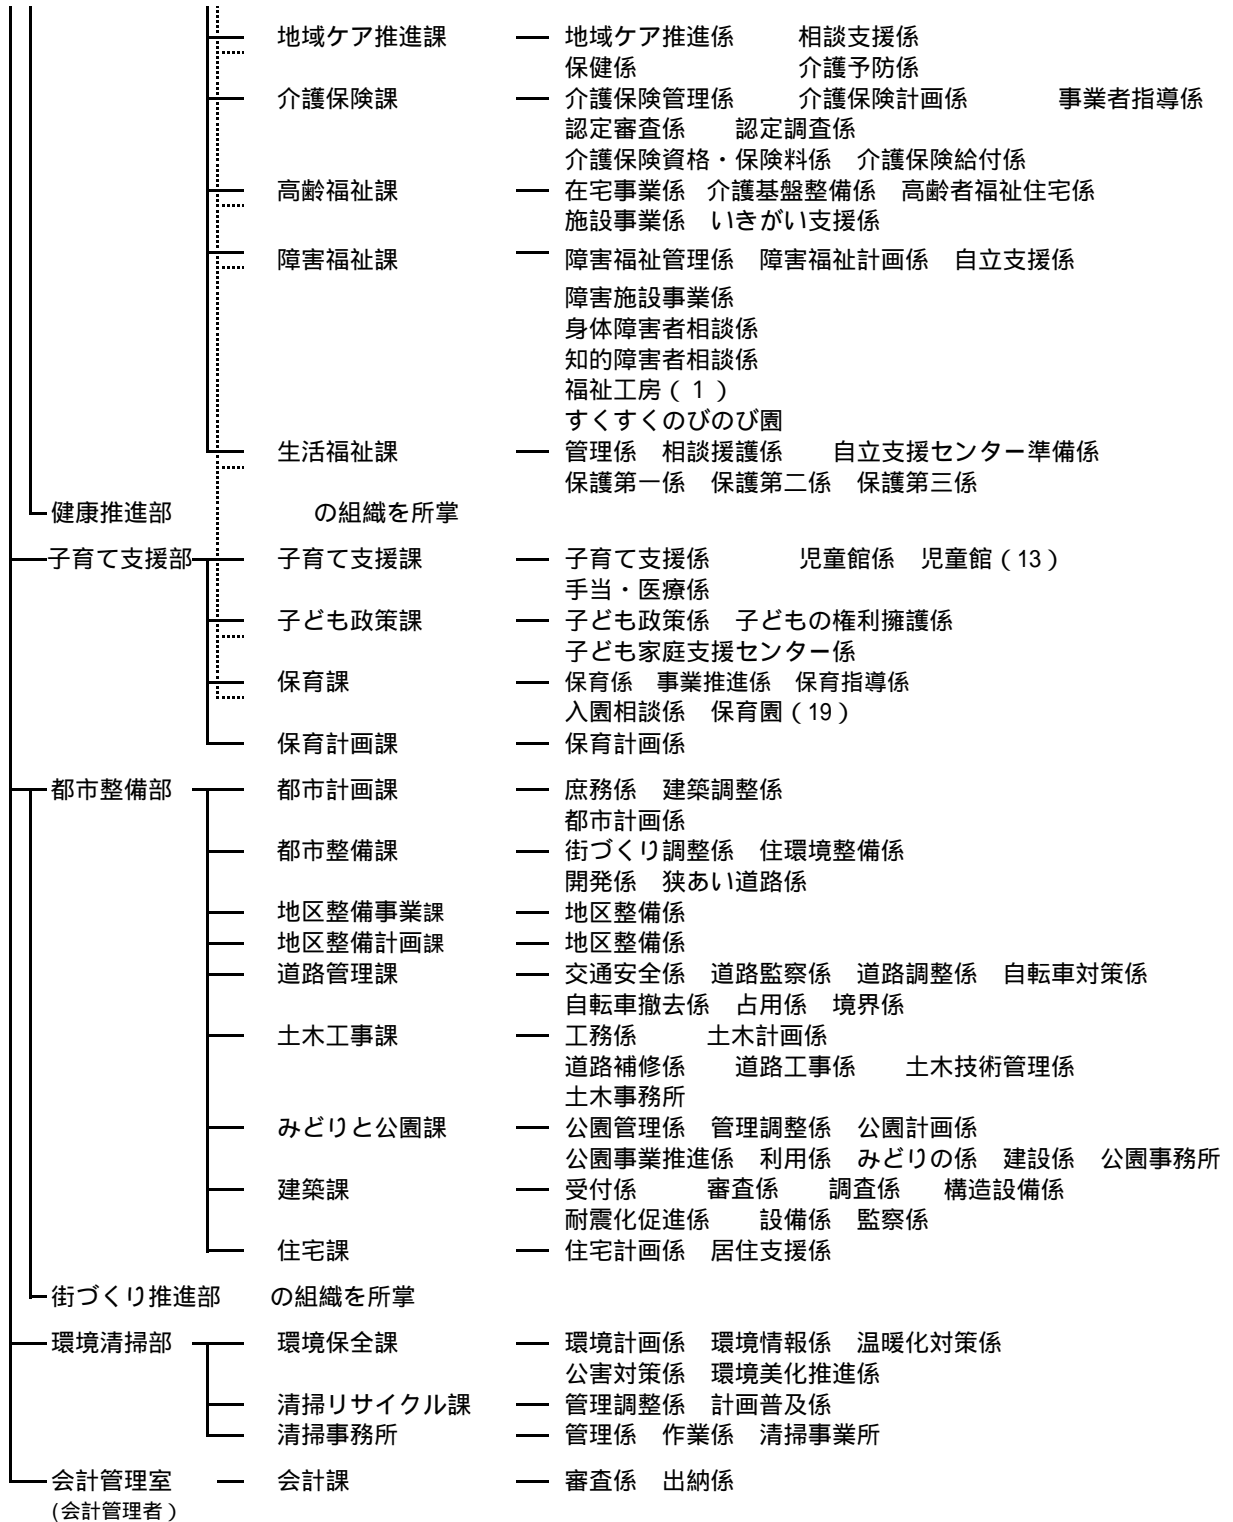 地域ケア推進課 地域ケア推進係 相談支援係
保健係 介護予防係
介護保険課 介護保険管理係 介護保険計画係 事業者指導係
認定審査係 認定調査係
介護保険資格・保険料係 介護保険給付係
高齢福祉課 在宅事業係 介護基盤整備係 高齢者福祉住宅係
施設事業係 いきがい支援係
障害福祉課 障害福祉管理係 障害福祉計画係 自立支援係
障害施設事業係
身体障害者相談係
知的障害者相談係
福祉工房(1)
すくすくのびのび園
生活福祉課 管理係 相談援護係 自立支援センター準備係
保護第一係 保護第二係 保護第三係
健康推進部 の組織を所掌
子育て支援部 子育て支援課 子育て支援係 児童館係 児童館(13)
手当・医療係
子ども政策課 子ども政策係 子どもの権利擁護係
子ども家庭支援センター係
保育課 保育係 事業推進係 保育指導係
入園相談係 保育園(19)
保育計画課 保育計画係
都市整備部 都市計画課 庶務係 建築調整係
都市計画係
都市整備課 街づくり調整係 住環境整備係
開発係 狭あい道路係
地区整備事業課 地区整備係
地区整備計画課 地区整備係
道路管理課 交通安全係 道路監察係 道路調整係 自転車対策係
自転車撤去係 占用係 境界係
土木工事課 工務係 土木計画係
道路補修係 道路工事係 土木技術管理係
土木事務所
みどりと公園課 公園管理係 管理調整係 公園計画係
公園事業推進係 利用係 みどりの係 建設係 公園事務所
建築課 受付係 審査係 調査係 構造設備係
耐震化促進係 設備係 監察係
住宅課 住宅計画係 居住支援係
街づくり推進部 の組織を所掌
環境清掃部 環境保全課 環境計画係 環境情報係 温暖化対策係
公害対策係 環境美化推進係
清掃リサイクル課 管理調整係 計画普及係
清掃事務所 管理係 作業係 清掃事業所
会計管理室 会計課 審査係 出納係
(会計管理者)